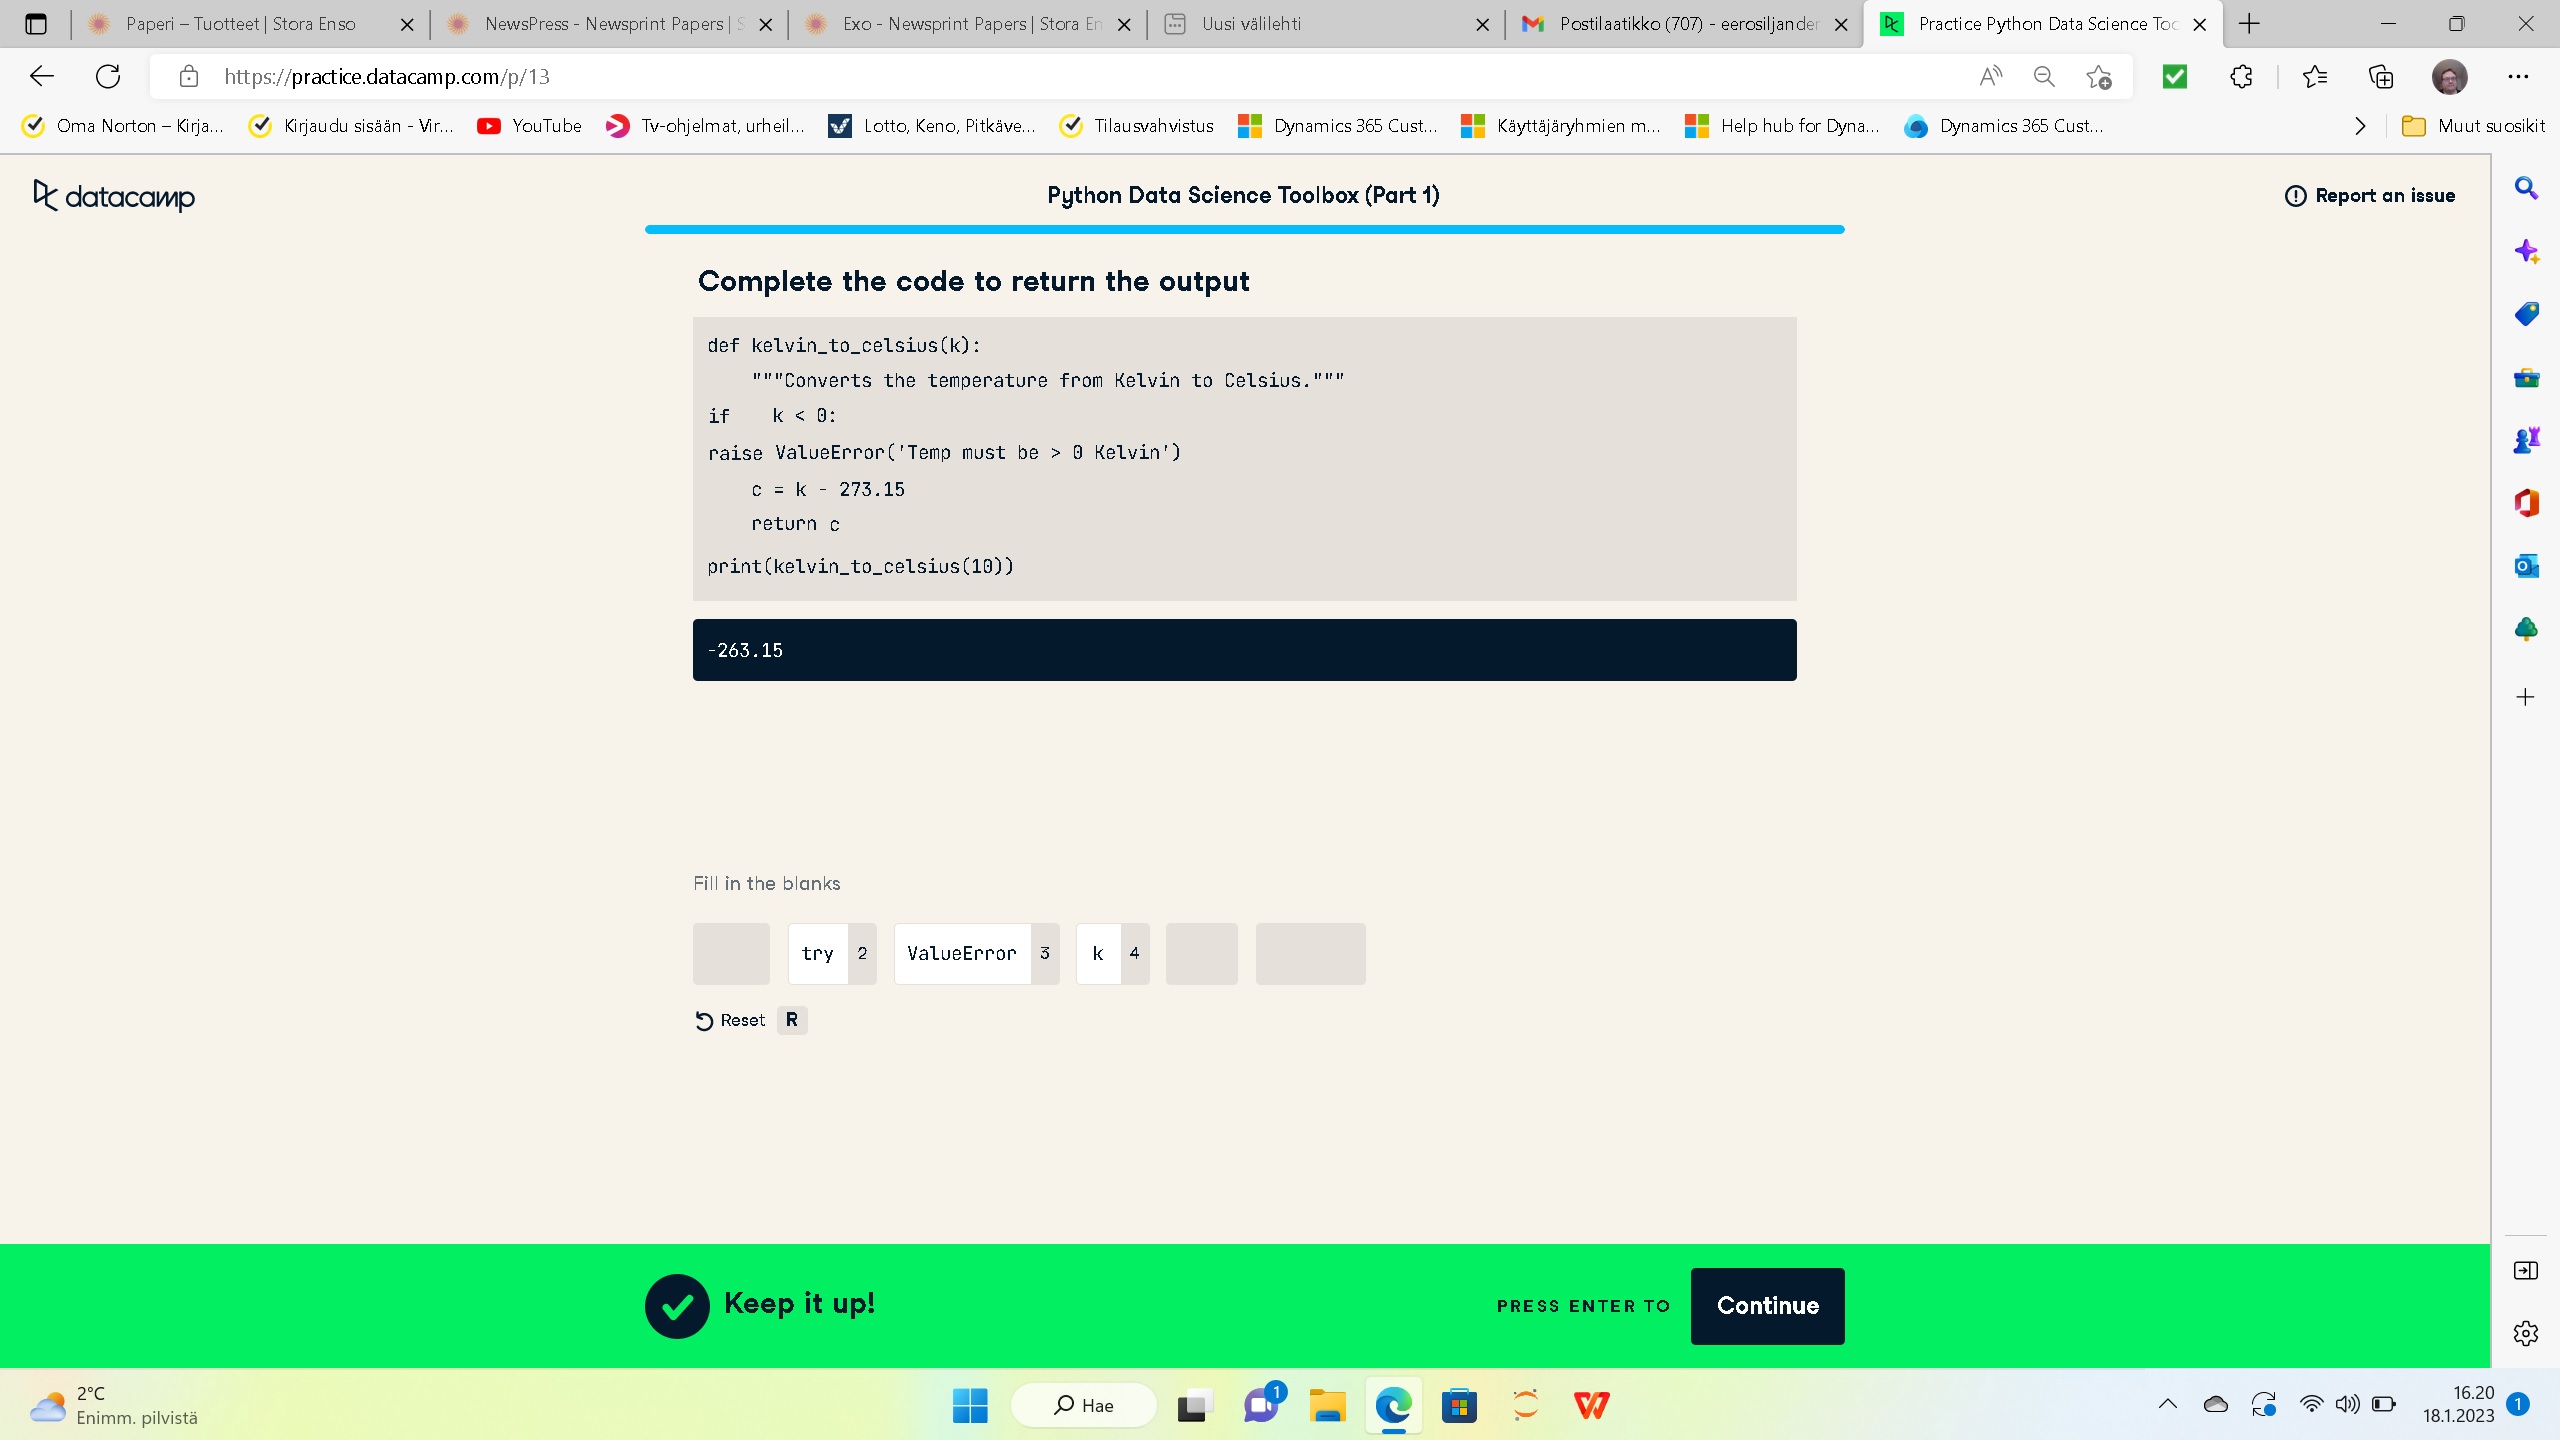 Paperi – Tuotteet | Stora Enso
NewsPress - Newsprint Papers | S
Exo - Newsprint Papers | Stora En
Uusi välilehti
Postilaatikko (707) - eerosiljander
Practice Python Data Science Too
https://practice.datacamp.com/p/13
Oma Norton – Kirja...
Kirjaudu sisään - Vir...
YouTube
Tv-ohjelmat, urheil...
Lotto, Keno, Pitkäve...
Tilausvahvistus
Dynamics 365 Cust...
Käyttäjäryhmien m...
Help hub for Dyna...
Dynamics 365 Cust...
Muut suosikit
datacamp
Python Data Science Toolbox (Part 1)
Report an issue
Complete the code to return the output
def kelvin_to_celsius(k):
    """Converts the temperature from Kelvin to Celsius."""
if    k < 0:
raise ValueError('Temp must be > 0 Kelvin')
    c = k - 273.15
    return c
print(kelvin_to_celsius(10))
-263.15
Fill in the blanks
try 2
ValueError 3
k 4
Reset R
Keep it up!
PRESS ENTER TO
Continue
2°C
Enimm. pilvistä
Hae
1
16.20
18.1.2023
1